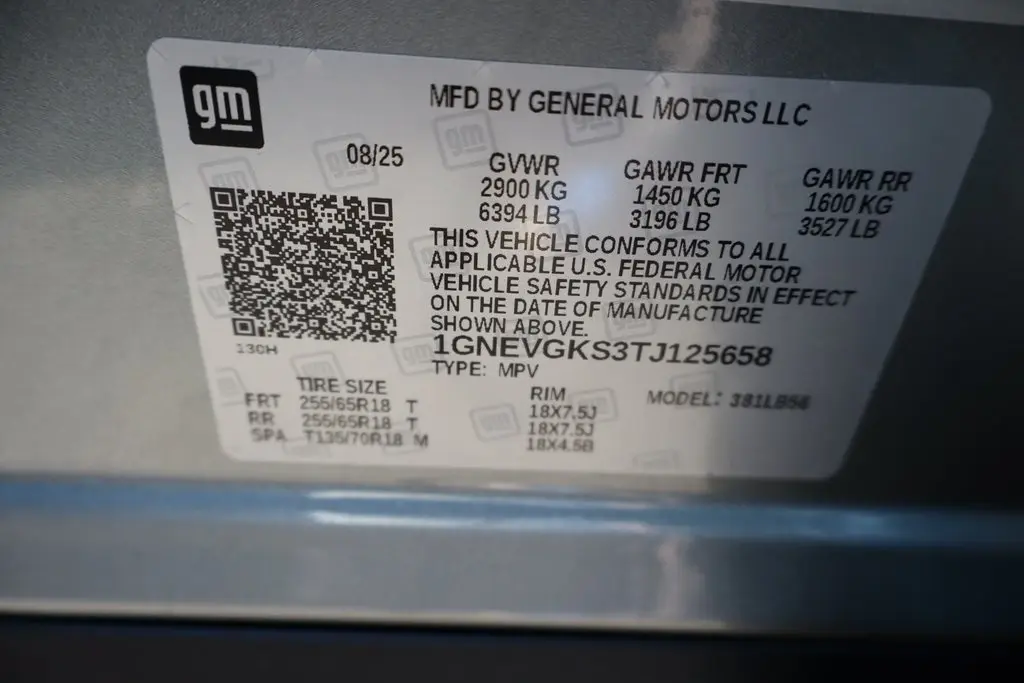 gm
MFD BY GENERAL MOTORS LLC
08/25
GVWR GAWR FRT GAWR RR
2900 KG 1450 KG 1600 KG
6394 LB 3196 LB 3527 LB
THIS VEHICLE CONFORMS TO ALL
APPLICABLE U.S. FEDERAL MOTOR
VEHICLE SAFETY STANDARDS IN EFFECT
ON THE DATE OF MANUFACTURE
SHOWN ABOVE.
1GNEVGKS3TJ125658
TYPE: MPV
130H
TIRE SIZE RIM MODEL: 381LB56
FRT 255/65R18 T 18X7.5J
RR 255/65R18 T 18X7.5J
SPA T135/70R18 M 18X4.5B